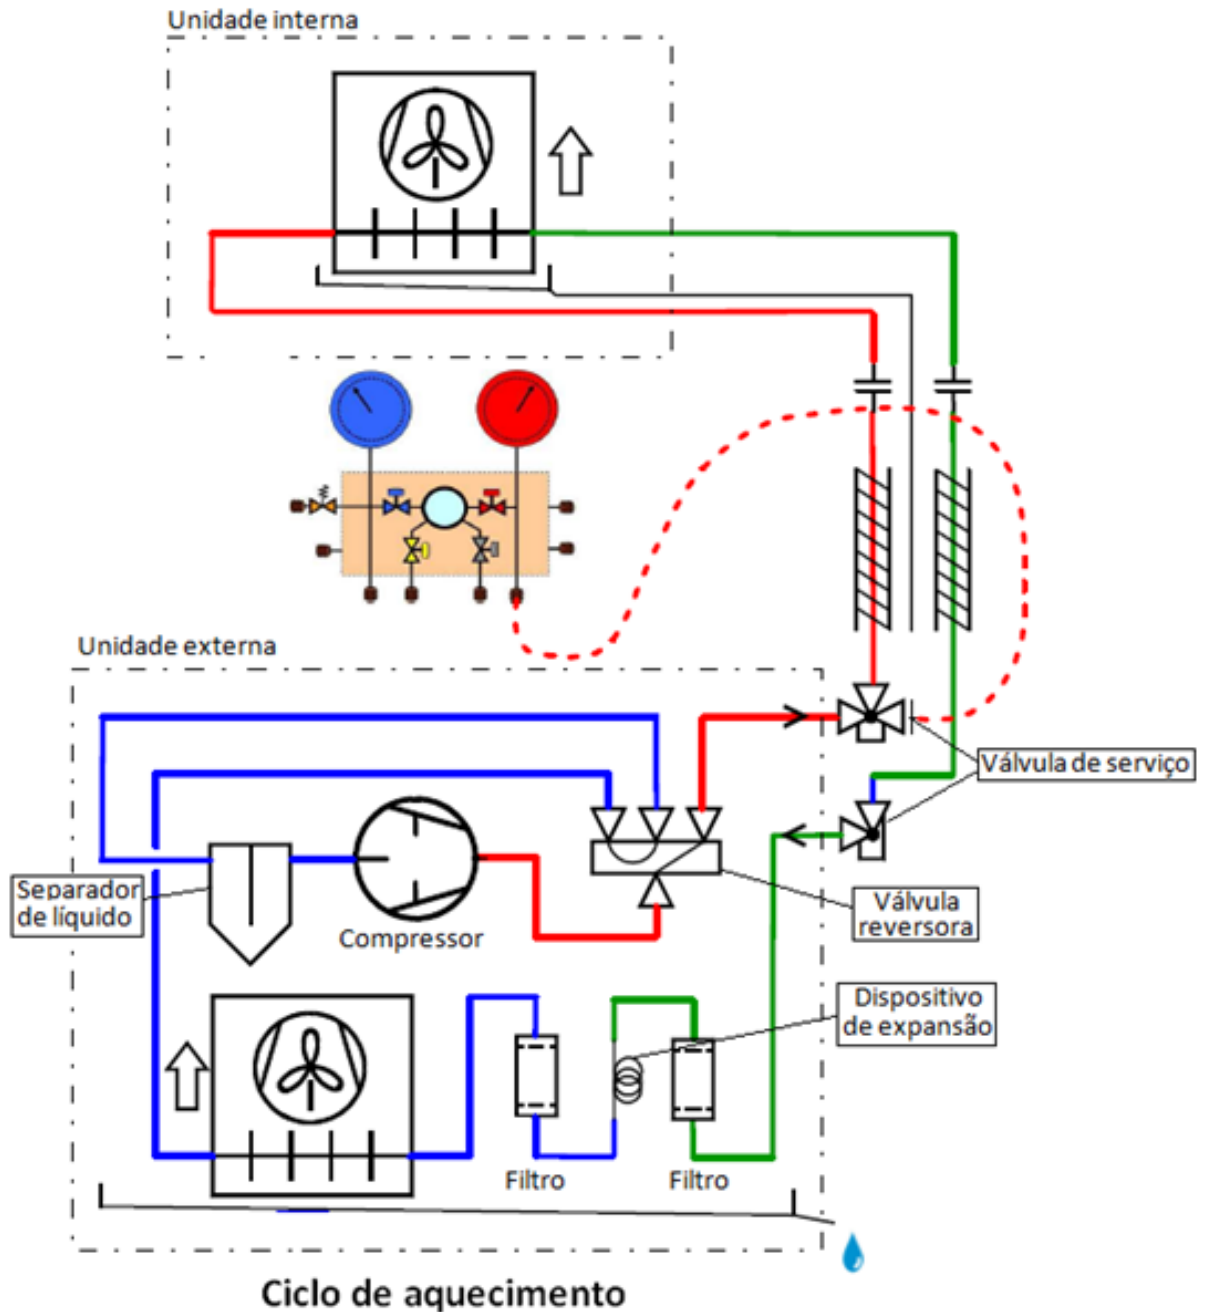 Unidade interna
Unidade externa
Válvula de serviço
Separador
de líquido
Compressor
Válvula
reversora
Dispositivo
de expansão
Filtro
Filtro
Ciclo de aquecimento